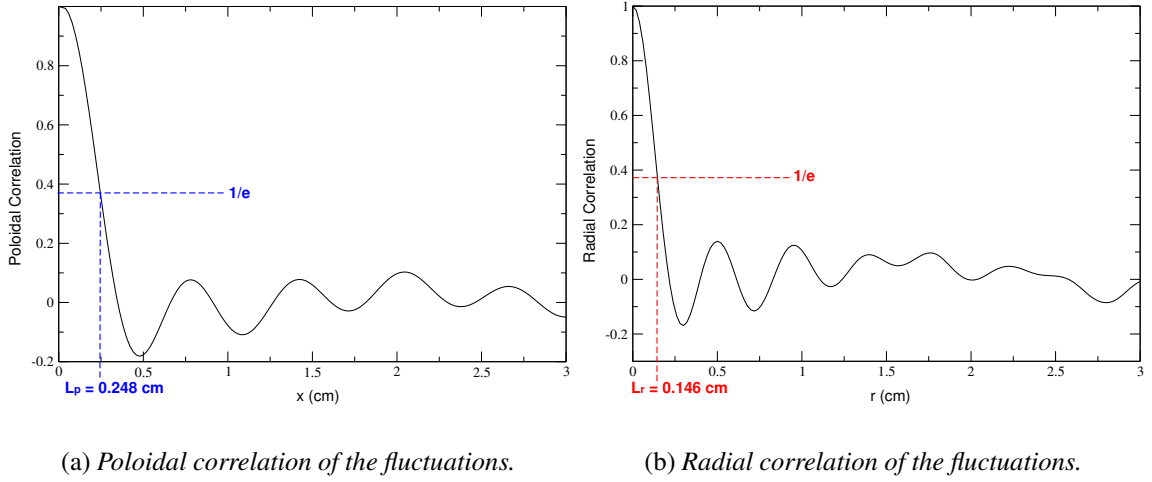 0.8
0.6
0.4
0.2
0
-0.2
Poloidal Correlation
1/e
0 0.5 1 1.5 2 2.5 3
Lp = 0.248 cm
x (cm)
1
0.8
0.6
0.4
0.2
0
-0.2
Radial Correlation
1/e
0 0.5 1 1.5 2 2.5 3
Lr = 0.146 cm
r (cm)
(a) Poloidal correlation of the fluctuations.
(b) Radial correlation of the fluctuations.